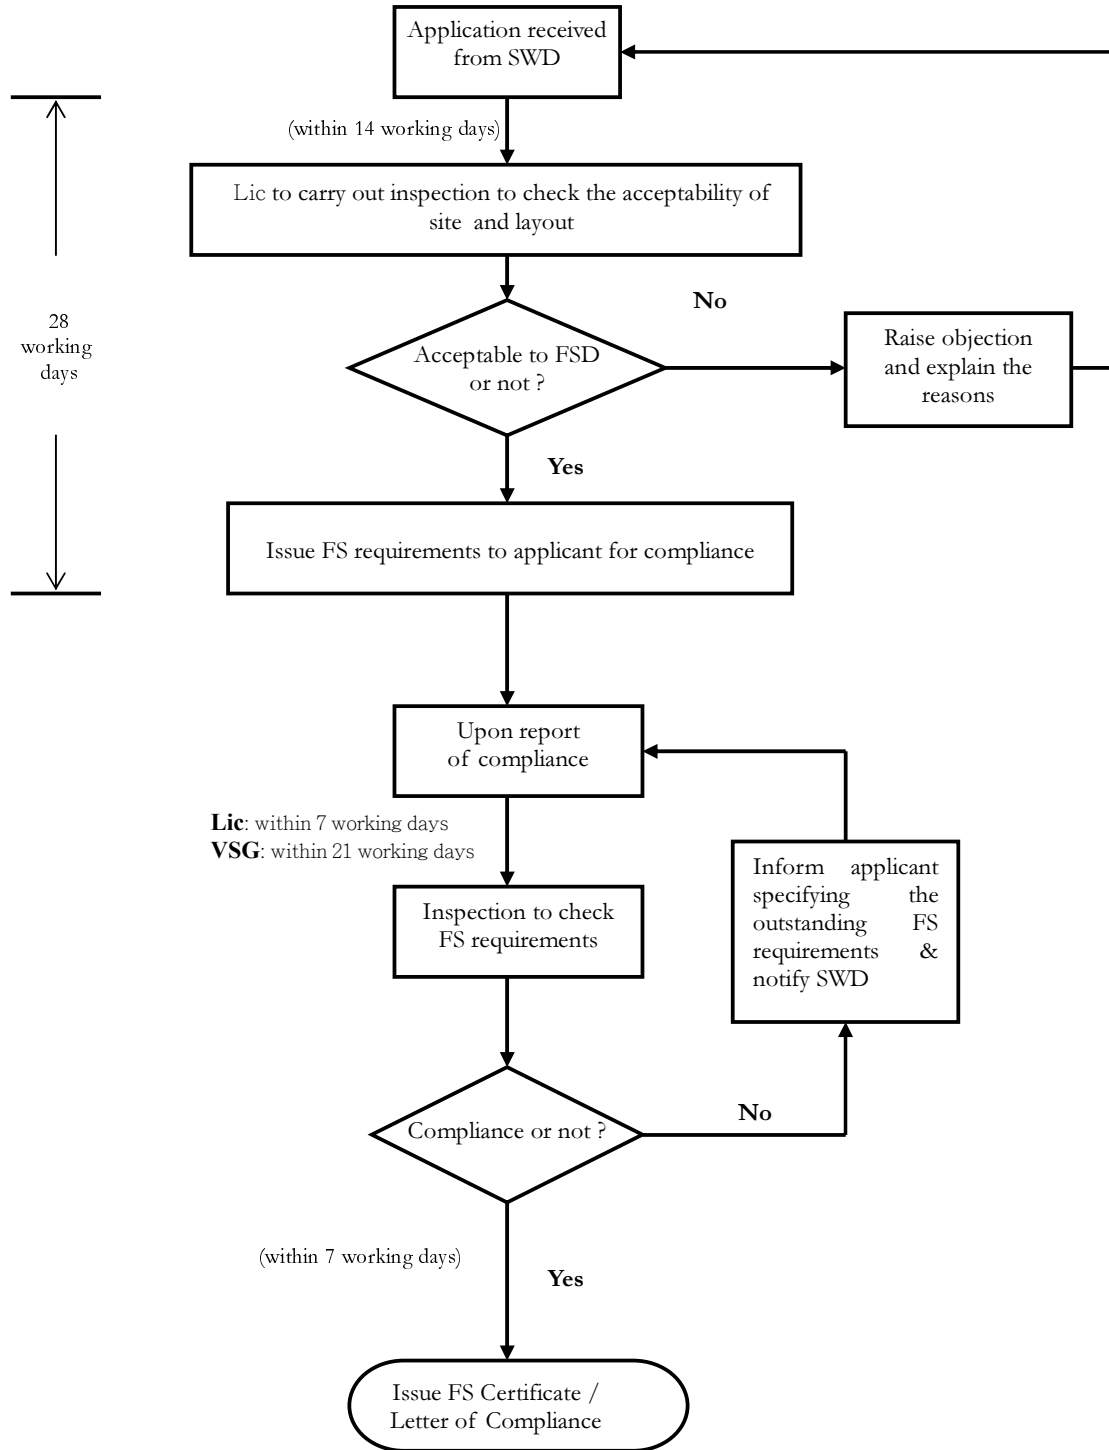 Application received
from SWD
(within 14 working days)
Lic to carry out inspection to check the acceptability of
site and layout
No
28
working
days
Acceptable to FSD
or not ?
Raise objection
and explain the
reasons
Yes
Issue FS requirements to applicant for compliance
Upon report
of compliance
Lic: within 7 working days
VSG: within 21 working days
Inform applicant
specifying the
outstanding FS
requirements &
notify SWD
Inspection to check
FS requirements
No
Compliance or not ?
(within 7 working days)
Yes
Issue FS Certificate /
Letter of Compliance